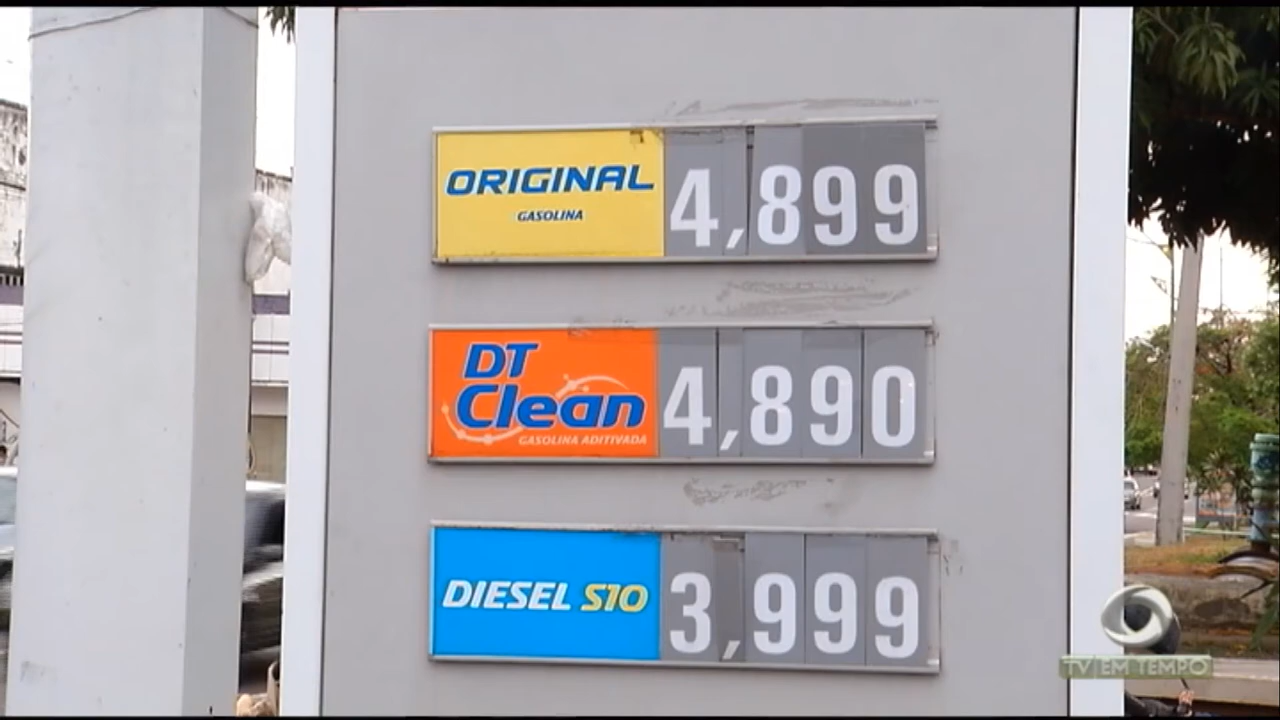 ORIGINAL 4,899
GASOLINA
DT
Clean 4,890
GASOLINA ADITIVADA
DIESEL S10 3,999
TV EM TEMPO